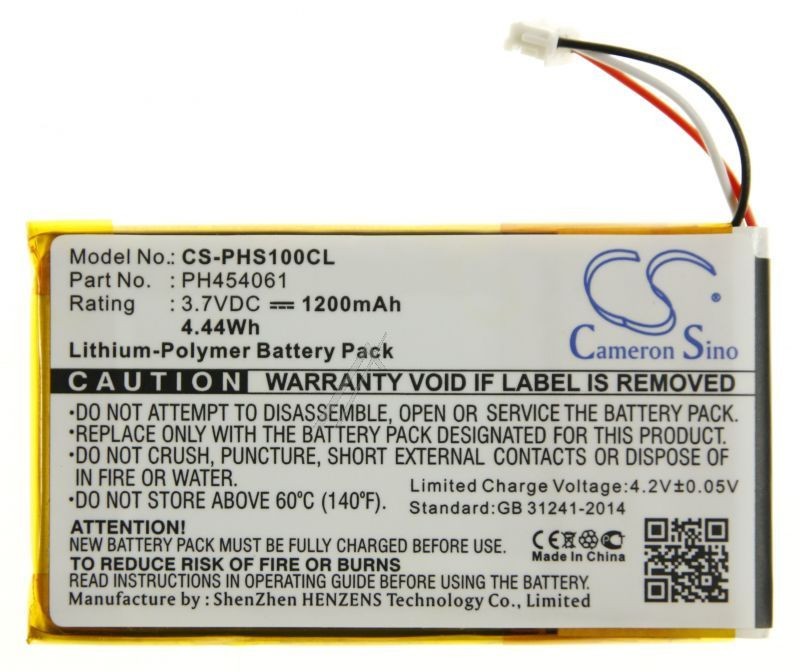 Model No.: CS-PHS100CL
Part No. : PH454061
Rating : 3.7VDC ⎓ 1200mAh
4.44Wh
Lithium-Polymer Battery Pack
CS
Cameron Sino
CAUTION WARRANTY VOID IF LABEL IS REMOVED
•DO NOT ATTEMPT TO DISASSEMBLE, OPEN OR SERVICE THE BATTERY PACK.
•REPLACE ONLY WITH THE BATTERY PACK DESIGNATED FOR THIS PRODUCT.
•DO NOT CRUSH, PUNCTURE, SHORT EXTERNAL CONTACTS OR DISPOSE OF
IN FIRE OR WATER.
•DO NOT STORE ABOVE 60°C (140°F).
Limited Charge Voltage:4.2V±0.05V
Standard:GB 31241-2014
ATTENTION!
NEW BATTERY PACK MUST BE FULLY CHARGED BEFORE USE.
TO REDUCE RISK OF FIRE OR BURNS
READ INSTRUCTIONS IN OPERATING GUIDE BEFORE USING.
Manufacture by : ShenZhen HENZENS Technology Co., Limited
CE
Made In China